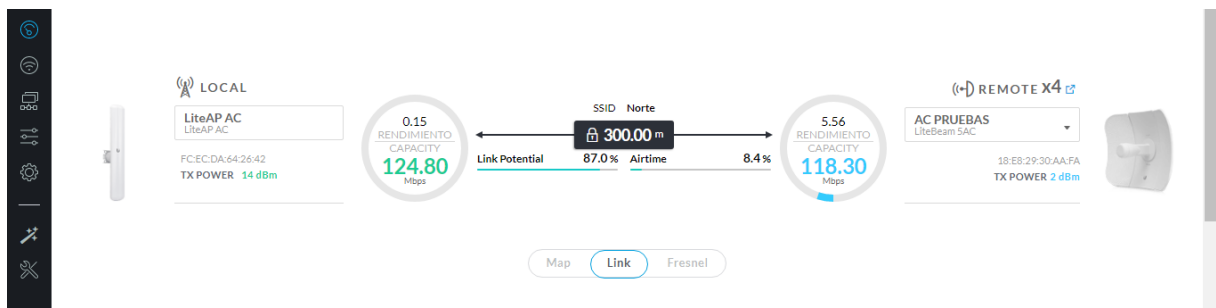 LOCAL
LiteAP AC
LiteAP AC
FC:EC:DA:64:26:42
TX POWER 14 dBm
0.15
RENDIMIENTO
CAPACITY
124.80
Mbps
SSID Norte
300.00 m
Link Potential 87.0 % Airtime 8.4 %
5.56
RENDIMIENTO
CAPACITY
118.30
Mbps
REMOTE X4
AC PRUEBAS
LiteBeam 5AC
18:E8:29:30:AA:FA
TX POWER 2 dBm
Map Link Fresnel